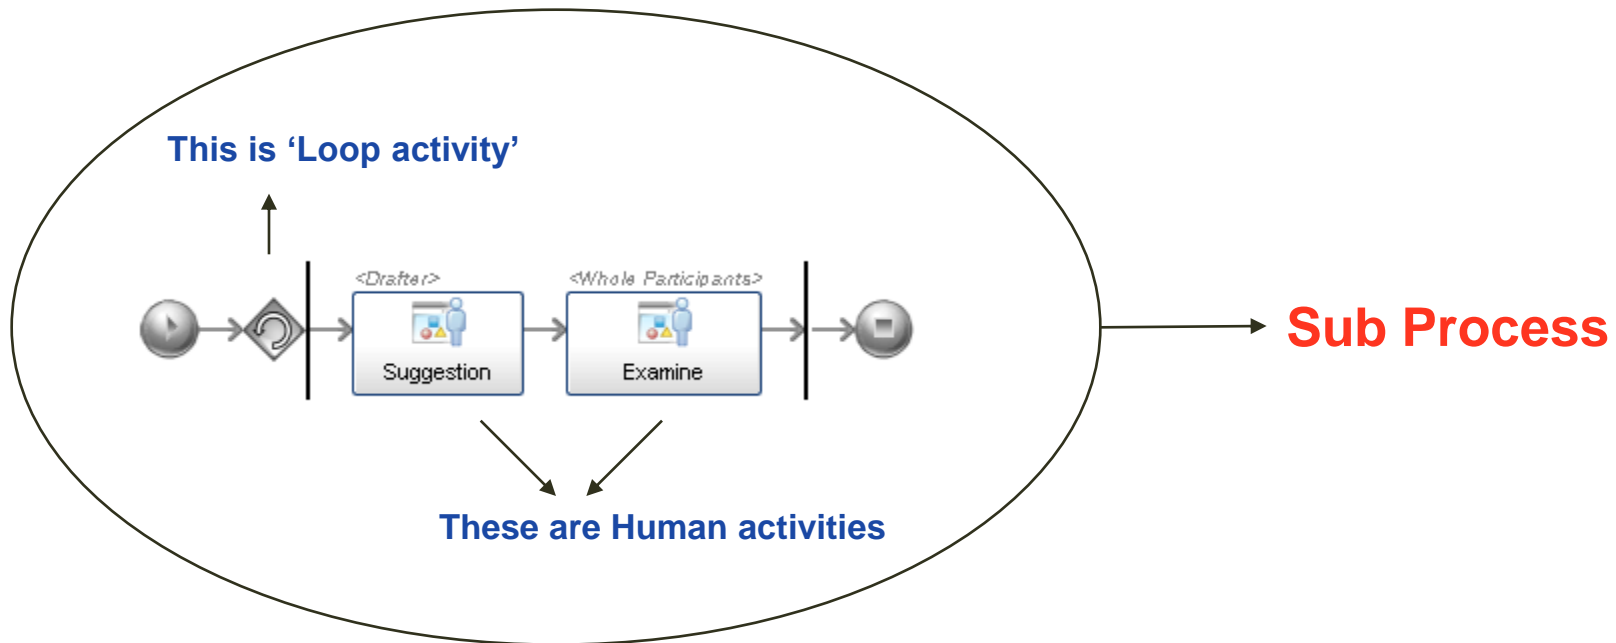 This is ‘Loop activity’
<Drafter>
<Whole Participants>
Suggestion
Examine
Sub Process
These are Human activities